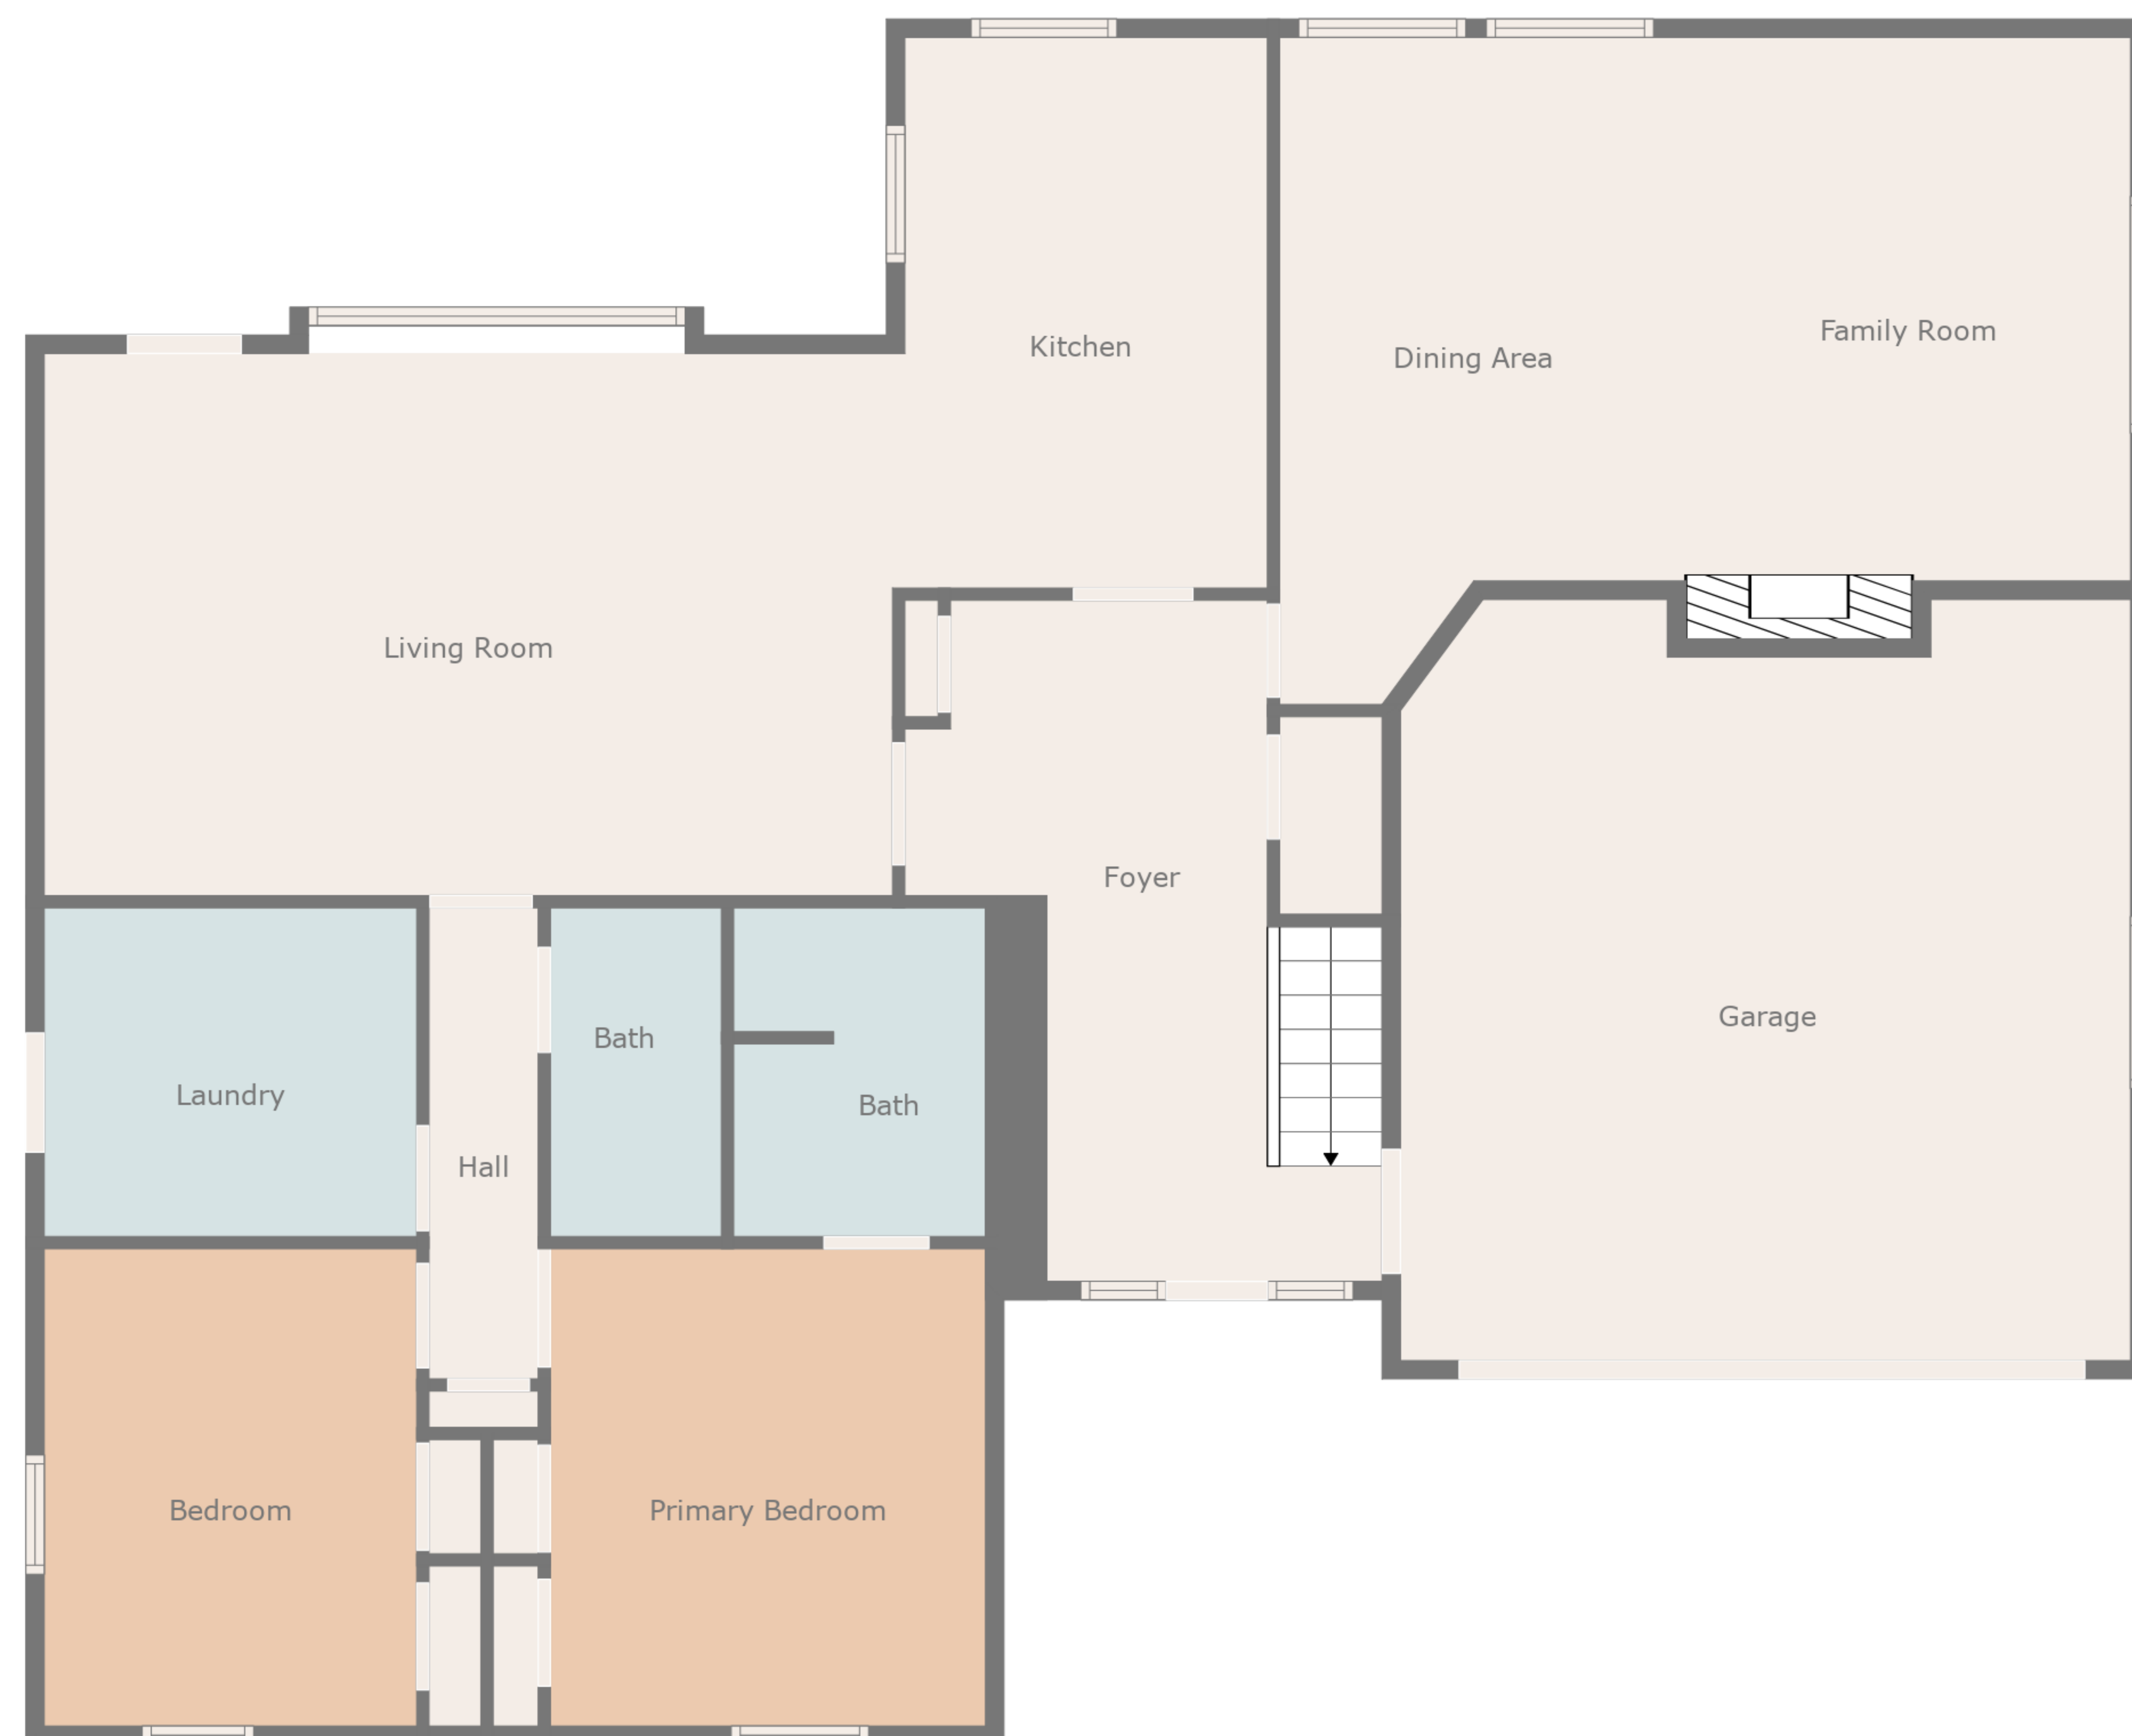 Family Room
Kitchen
Dining Area
Living Room
Foyer
Garage
Bath
Laundry
Bath
Hall
Bedroom
Primary Bedroom